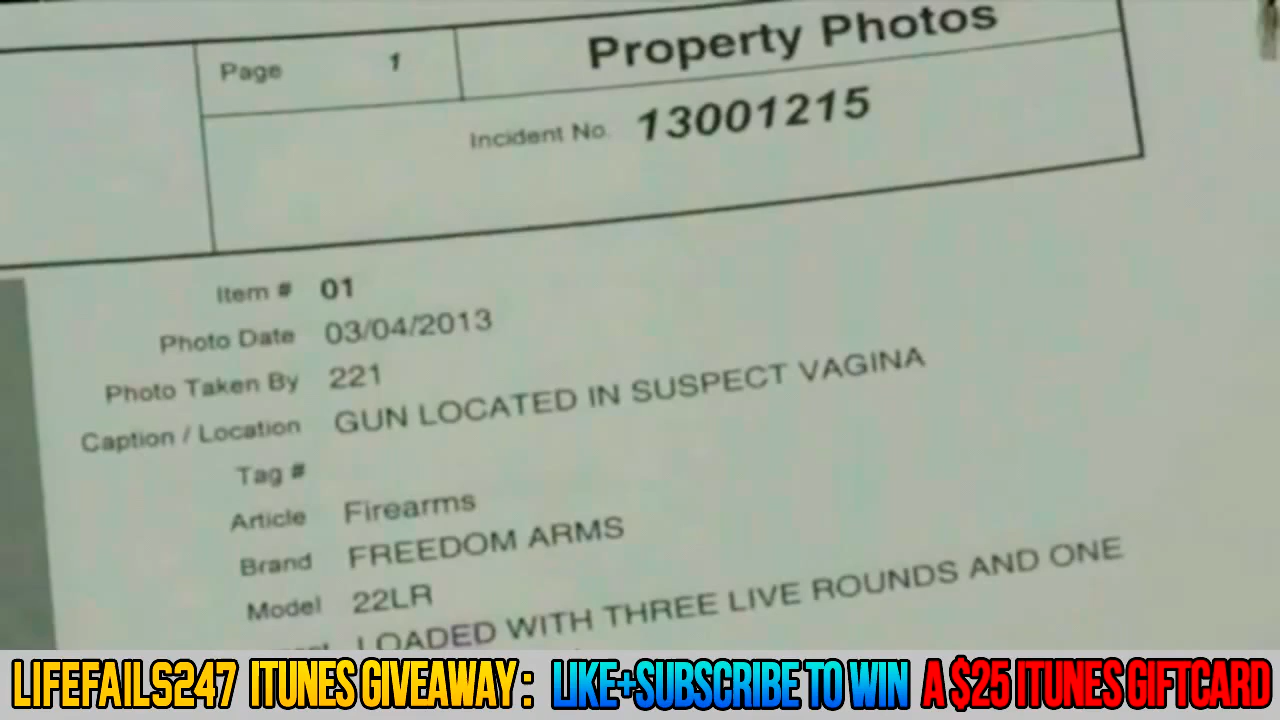 Page 1 Property Photos
Incident No. 13001215
Item # 01
Photo Date 03/04/2013
Photo Taken By 221
Caption / Location GUN LOCATED IN SUSPECT VAGINA
Tag #
Article Firearms
Brand FREEDOM ARMS
Model 22LR
LOADED WITH THREE LIVE ROUNDS AND ONE
LIFEFAILS247 ITUNES GIVEAWAY: LIKE+SUBSCRIBE TO WIN A $25 ITUNES GIFTCARD